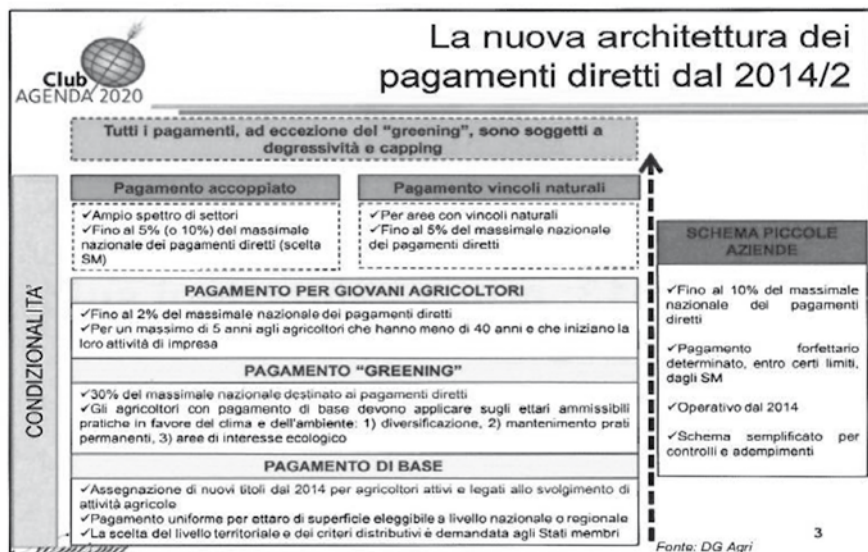 La nuova architettura dei
pagamenti diretti dal 2014/2
Club
AGENDA 2020
Tutti i pagamenti, ad eccezione del "greening", sono soggetti a
degressività e capping
CONDIZIONALITA'
Pagamento accoppiato
✓Ampio spettro di settori
✓Fino al 5% (o 10%) del massimale
nazionale dei pagamenti diretti (scelta
SM)
Pagamento vincoli naturali
✓Per aree con vincoli naturali
✓Fino al 5% del massimale nazionale
dei pagamenti diretti
PAGAMENTO PER GIOVANI AGRICOLTORI
✓Fino al 2% del massimale nazionale dei pagamenti diretti
✓Per un massimo di 5 anni agli agricoltori che hanno meno di 40 anni e che iniziano la
loro attività di impresa
PAGAMENTO "GREENING"
✓30% del massimale nazionale destinato ai pagamenti diretti
✓Gli agricoltori con pagamento di base devono applicare sugli ettari ammissibili
pratiche in favore del clima e dell'ambiente: 1) diversificazione, 2) mantenimento prati
permanenti, 3) aree di interesse ecologico
PAGAMENTO DI BASE
✓Assegnazione di nuovi titoli dal 2014 per agricoltori attivi e legati allo svolgimento di
attività agricole
✓Pagamento uniforme per ettaro di superficie eleggibile a livello nazionale o regionale
✓La scelta del livello territoriale e dei criteri distributivi è demandata agli Stati membri
SCHEMA PICCOLE
AZIENDE
✓Fino al 10% del massimale
nazionale dei pagamenti
diretti
✓Pagamento forfettario
determinato, entro certi limiti,
dagli SM
✓Operativo dal 2014
✓Schema semplificato per
controlli e adempimenti
3
Fonte: DG Agri